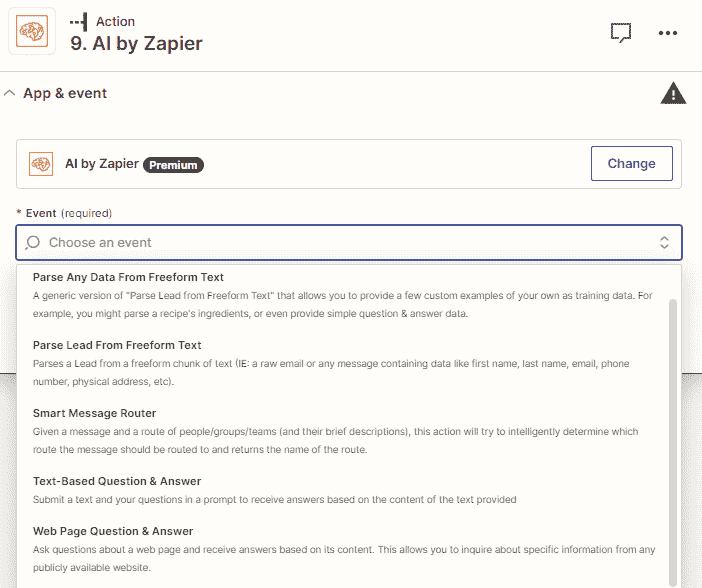 Action
9. AI by Zapier
App & event
AI by Zapier Premium
Change
* Event (required)
Choose an event
Parse Any Data From Freeform Text
A generic version of "Parse Lead from Freeform Text" that allows you to provide a few custom examples of your own as training data. For
example, you might parse a recipe's ingredients, or even provide simple question & answer data.
Parse Lead From Freeform Text
Parses a Lead from a freeform chunk of text (IE: a raw email or any message containing data like first name, last name, email, phone
number, physical address, etc).
Smart Message Router
Given a message and a route of people/groups/teams (and their brief descriptions), this action will try to intelligently determine which
route the message should be routed to and returns the name of the route.
Text-Based Question & Answer
Submit a text and your questions in a prompt to receive answers based on the content of the text provided
Web Page Question & Answer
Ask questions about a web page and receive answers based on its content. This allows you to inquire about specific information from any
publicly available website.